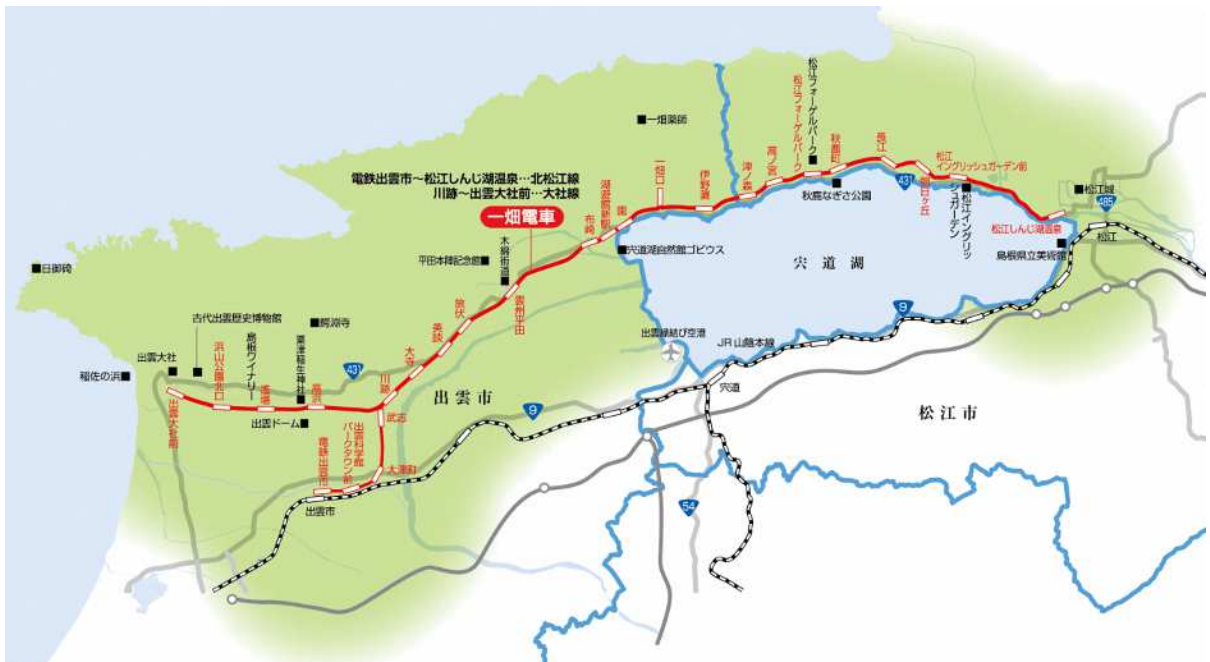 電鉄出雲市～松江しんじ湖温泉…北松江線
川跡～出雲大社前…大社線
一畑電車
■一畑薬師
■松江フォーゲルパーク
松江フォーゲルパーク
秋鹿町
長江
朝日ヶ丘
松江
イングリッシュガーデン前
高ノ宮
津ノ森
伊野灘
一畑口
園
湖遊館新駅
布崎
431
秋鹿なぎさ公園
松江イングリッ
シュガーデン
■松江城
485
松江しんじ湖温泉
松江
島根県立美術館
■宍道湖自然館ゴビウス
宍道湖
木綿街道
平田本陣記念館■
雲州平田
旅伏
美談
大寺
川跡
■日御碕
■鰐淵寺
古代出雲歴史博物館
出雲大社
稲佐の浜■
浜山公園北口
島根ワイナリー
遙堪
粟津稲生神社
高浜
431
出雲大社前
出雲ドーム■
武志
大津町
出雲科学館
パークタウン前
電鉄出雲市
出雲市
出雲市
9
出雲縁結び空港
JR山陰本線
9
宍道
松江市
54